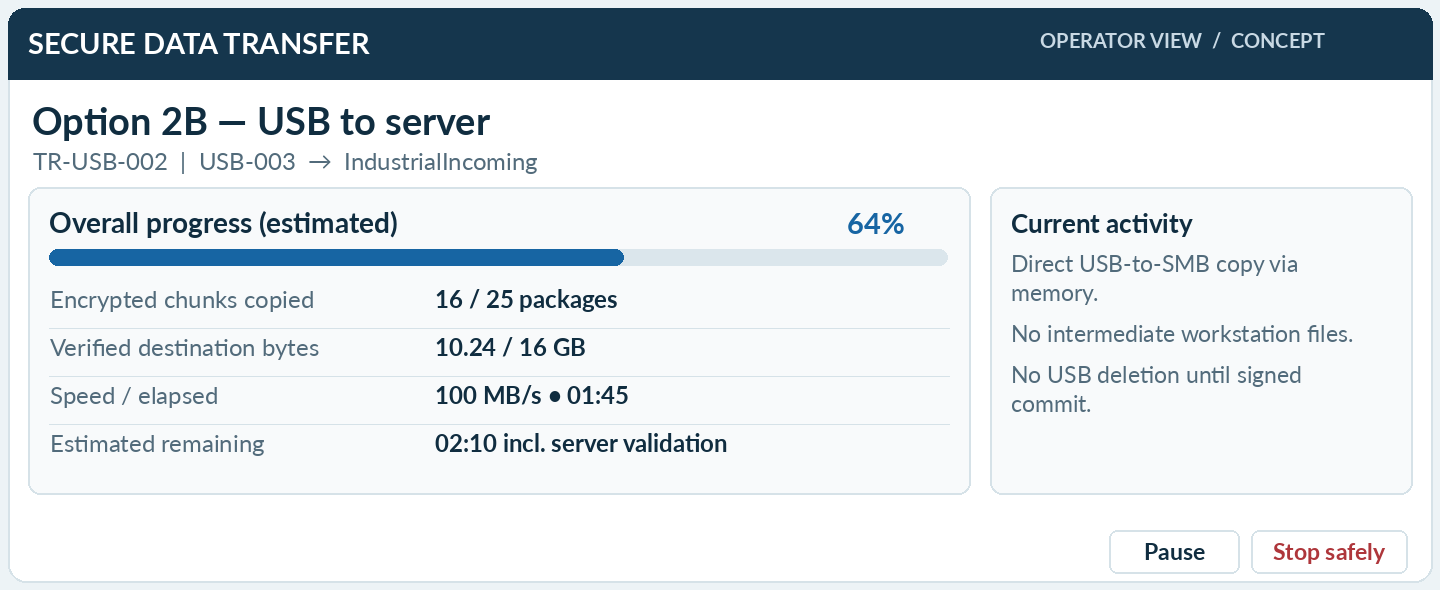 SECURE DATA TRANSFER
OPERATOR VIEW / CONCEPT
Option 2B — USB to server
TR-USB-002 | USB-003 → IndustrialIncoming
Overall progress (estimated)
64%
Encrypted chunks copied
16 / 25 packages
Verified destination bytes
10.24 / 16 GB
Speed / elapsed
100 MB/s • 01:45
Estimated remaining
02:10 incl. server validation
Current activity
Direct USB-to-SMB copy via
memory.
No intermediate workstation files.
No USB deletion until signed
commit.
Pause
Stop safely